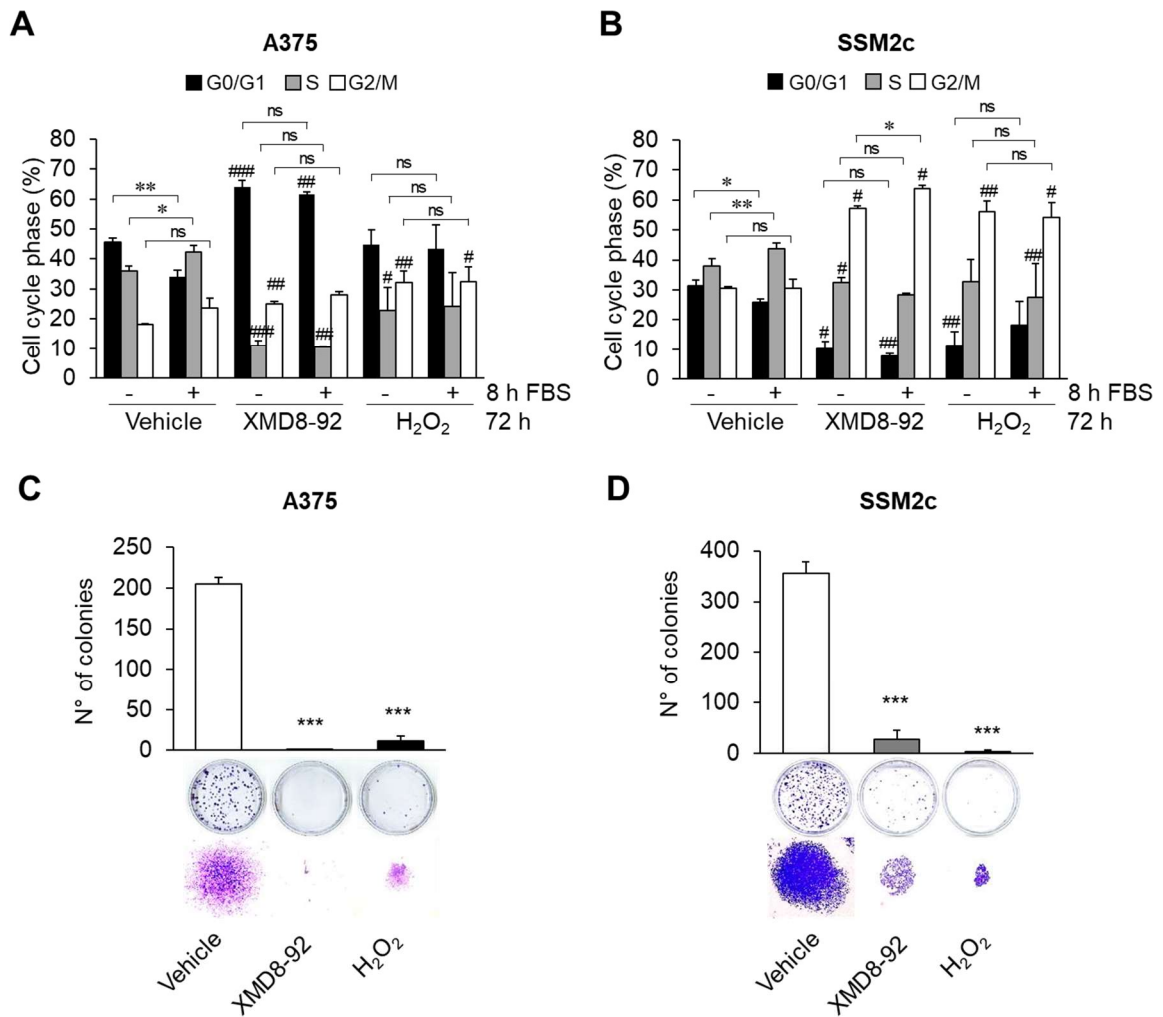 A
A375
G0/G1 S G2/M
Cell cycle phase (%)
80
70
60
50
40
30
20
10
0
** * ns
ns ns ns
ns ns ns
### ### ## ## ##
# ## #
- + - + - + 8 h FBS
Vehicle XMD8-92 H₂O₂ 72 h
B
SSM2c
G0/G1 S G2/M
Cell cycle phase (%)
80
70
60
50
40
30
20
10
0
* ** ns
* ns ns
ns ns ns
# # # ## #
## ## ## #
- + - + - + 8 h FBS
Vehicle XMD8-92 H₂O₂ 72 h
C
A375
N° of colonies
250
200
150
100
50
0
*** ***
Vehicle XMD8-92 H₂O₂
D
SSM2c
N° of colonies
400
300
200
100
0
*** ***
Vehicle XMD8-92 H₂O₂